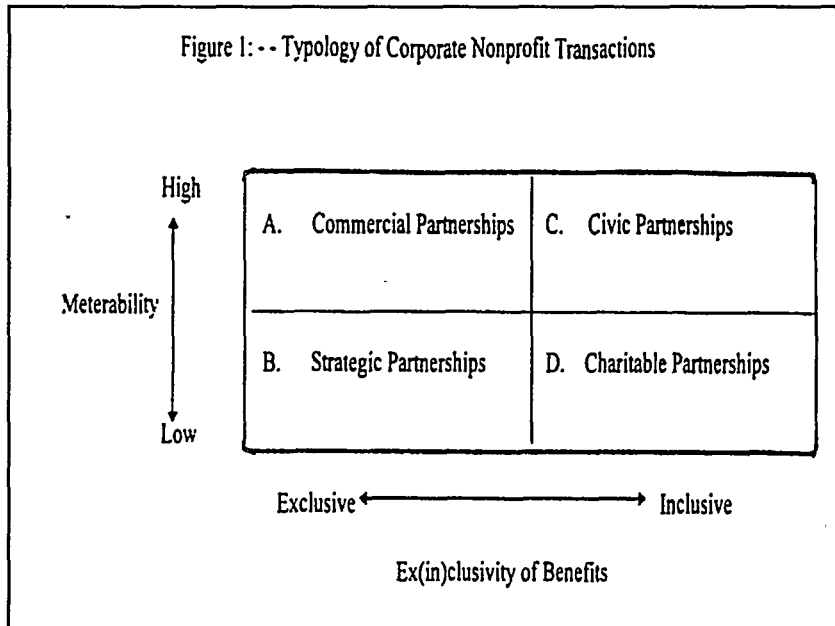 Figure 1: - - Typology of Corporate Nonprofit Transactions
High
A. Commercial Partnerships C. Civic Partnerships
Meterability
B. Strategic Partnerships D. Charitable Partnerships
Low
Exclusive Inclusive
Ex(in)clusivity of Benefits